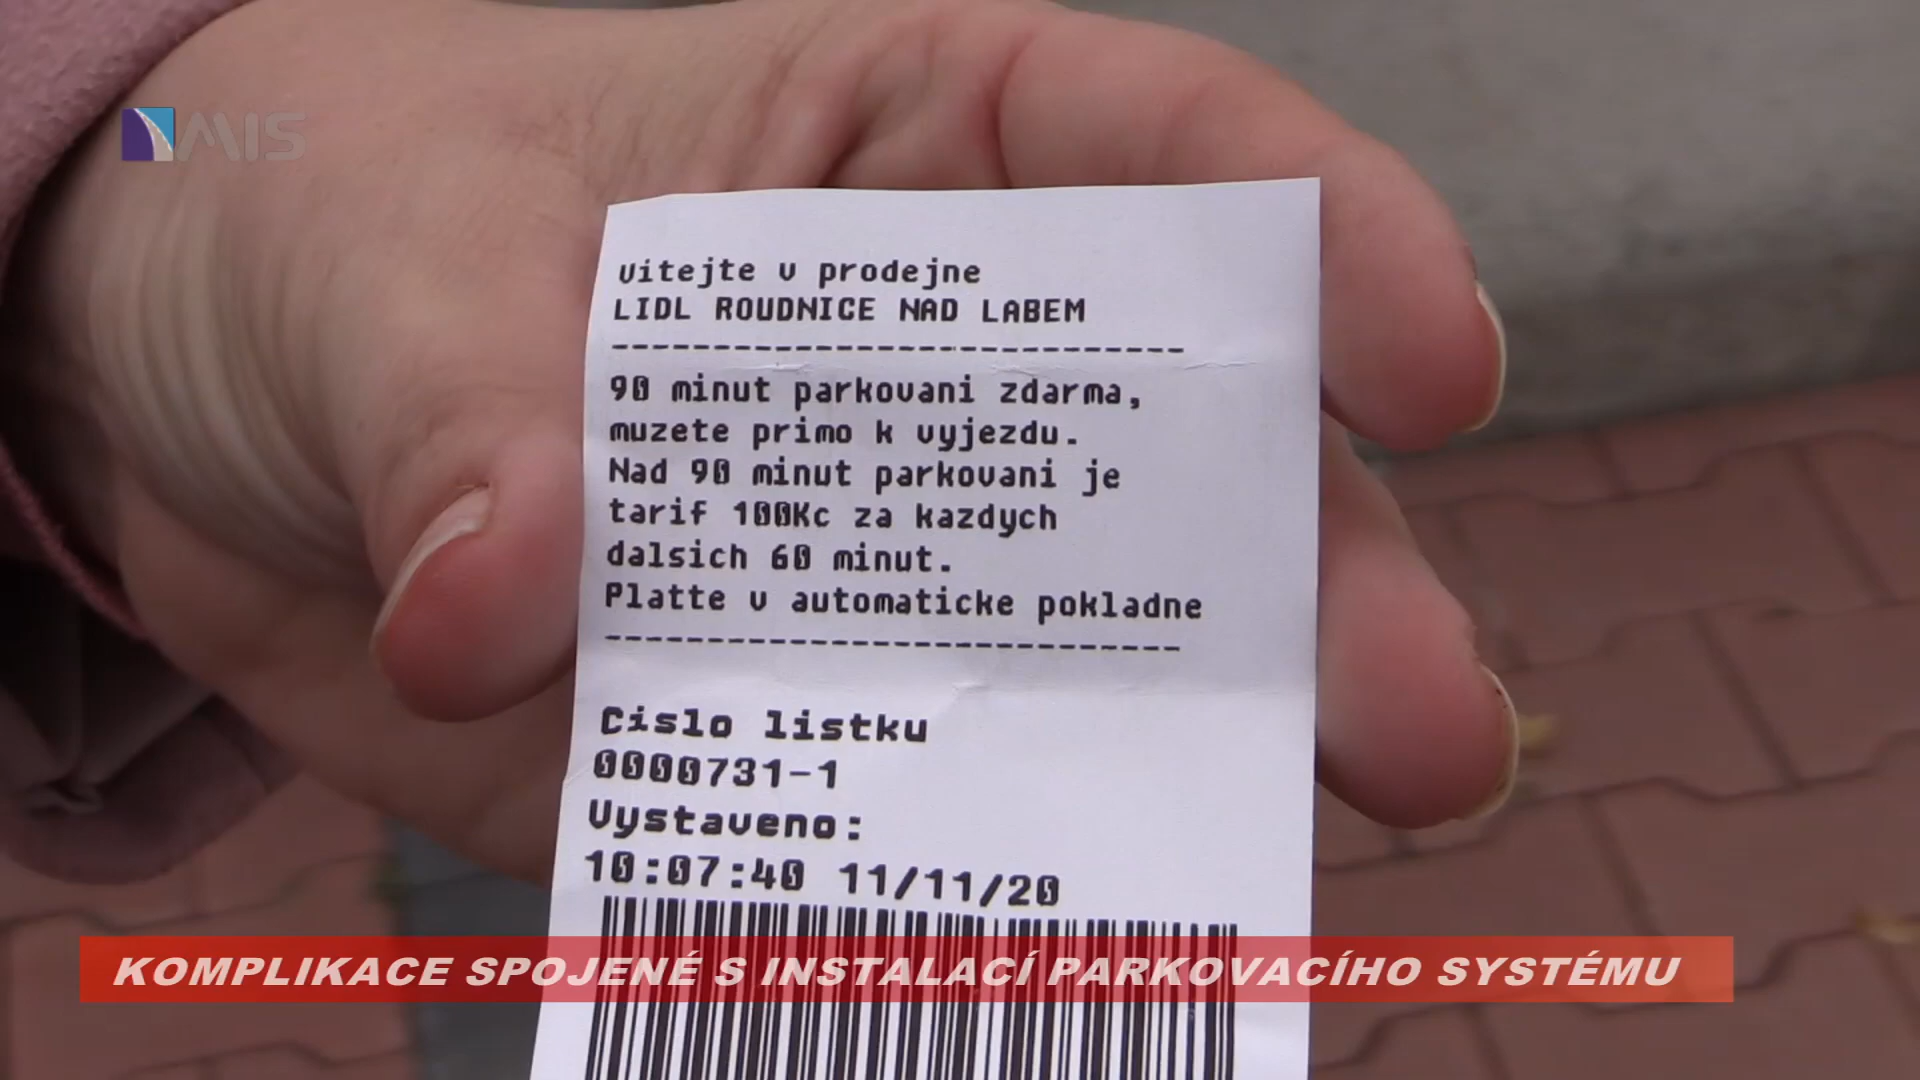 MIS
vitejte v prodejne
LIDL ROUDNICE NAD LABEM
----------------------------
90 minut parkovani zdarma,
muzete primo k vyjezdu.
Nad 90 minut parkovani je
tarif 100Kc za kazdych
dalsich 60 minut.
Platte v automaticke pokladne
----------------------------
Cislo listku
0000731-1
Vystaveno:
10:07:40 11/11/20
KOMPLIKACE SPOJENÉ S INSTALACÍ PARKOVACÍHO SYSTÉMU